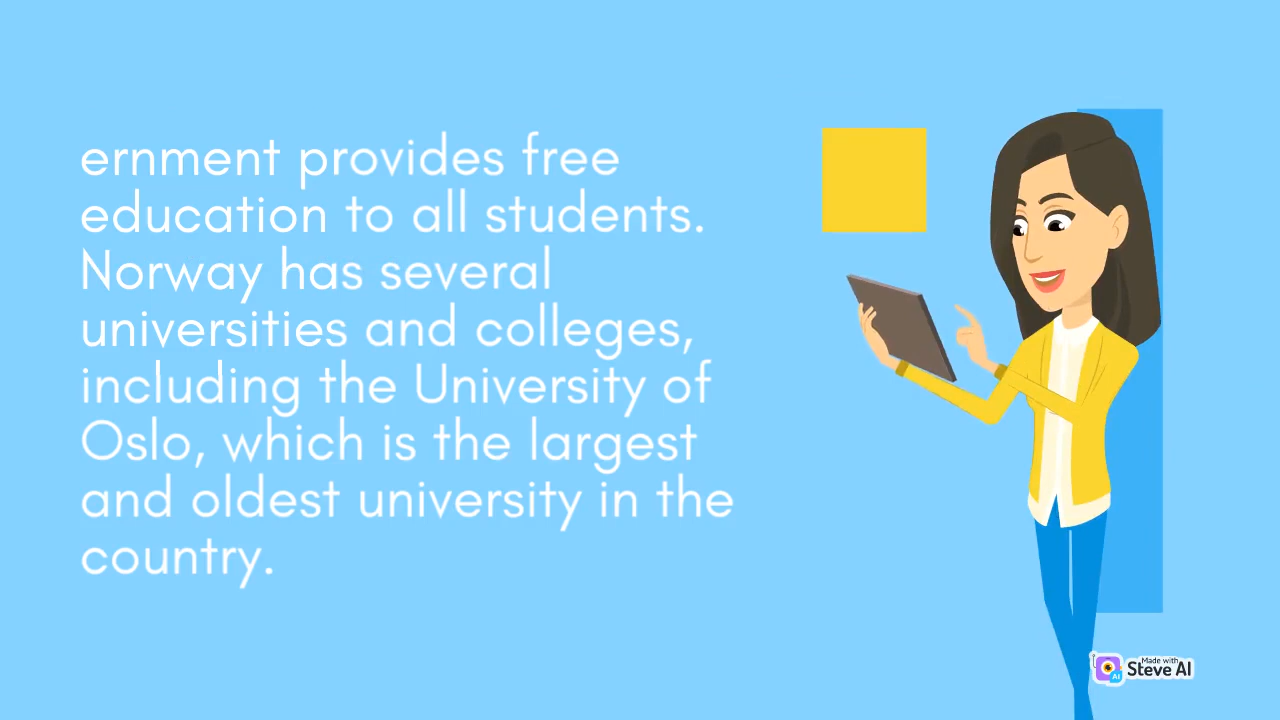 ernment provides free
education to all students.
Norway has several
universities and colleges,
including the University of
Oslo, which is the largest
and oldest university in the
country.
Made with
Steve AI
AI